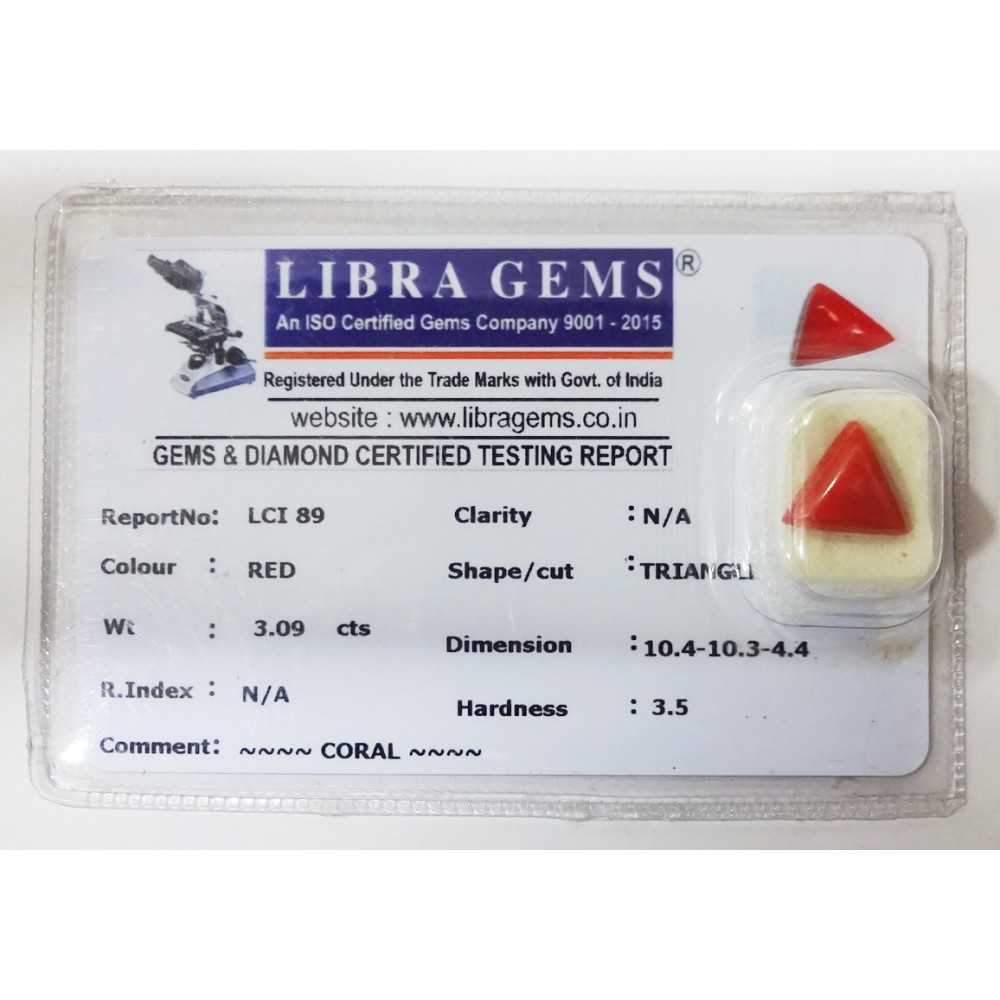 LIBRA GEMS ®
An ISO Certified Gems Company 9001 - 2015
Registered Under the Trade Marks with Govt. of India
website : www.libragems.co.in
GEMS & DIAMOND CERTIFIED TESTING REPORT
ReportNo: LCI 89 Clarity : N/A
Colour : RED Shape/cut : TRIANGLE
Wt : 3.09 cts Dimension : 10.4-10.3-4.4
R.Index : N/A Hardness : 3.5
Comment: ~~~~ CORAL ~~~~